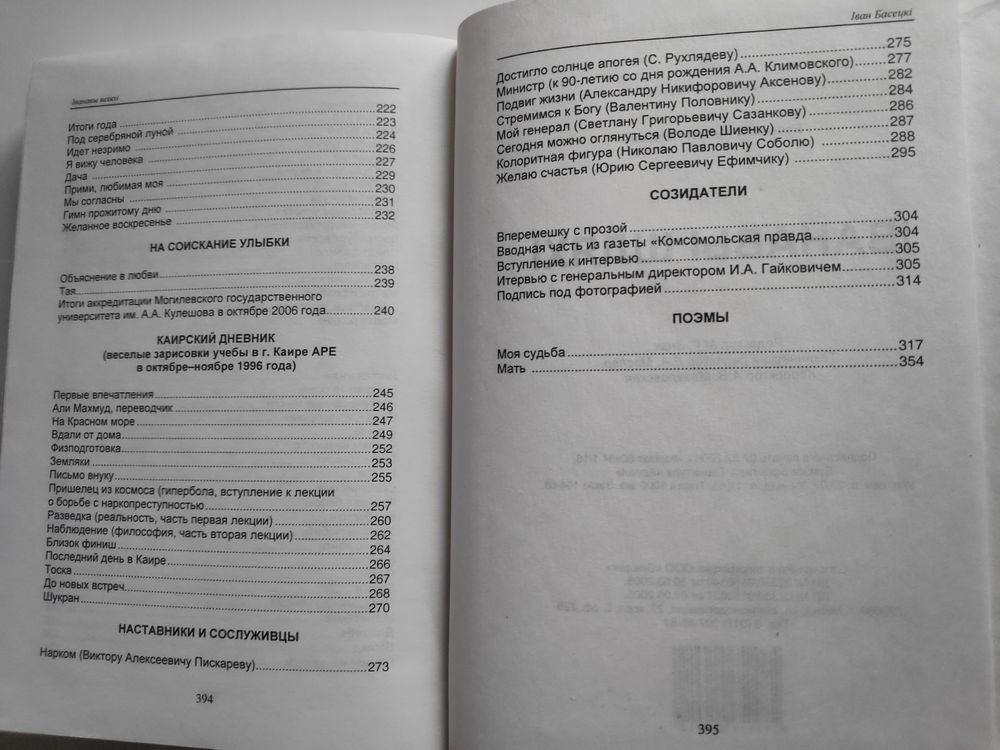 Итоги года 222
Под серебряной луной 223
Идет незримо 224
Я вижу человека 226
Дача 227
Прими, любимая моя 229
Мы согласны 230
Гимн прожитому дню 231
Желанное воскресенье 232
НА СОИСКАНИЕ УЛЫБКИ
Объяснение в любви 238
Тая 239
Итоги аккредитации Могилевского государственного
университета им. А.А. Кулешова в октябре 2006 года 240
КАИРСКИЙ ДНЕВНИК
(веселые зарисовки учебы в г. Каире АРЕ
в октябре–ноябре 1996 года)
Первые впечатления 245
Али Махмуд, переводчик 246
На Красном море 247
Вдали от дома 249
Физподготовка 252
Земляки 253
Письмо внуку 255
Пришелец из космоса (гипербола, вступление к лекции
о борьбе с наркопреступностью 257
Разведка (реальность, часть первая лекции) 260
Наблюдение (философия, часть вторая лекции) 262
Близок финиш 264
Последний день в Каире 266
Тоска 267
До новых встреч 268
Шукран 270
НАСТАВНИКИ И СОСЛУЖИВЦЫ
Нарком (Виктору Алексеевичу Пискареву) 273
394
Іван Басецкі
Достигло солнце апогея (С. Рухлядеву) 275
Министр (к 90-летию со дня рождения А.А. Климовского) 277
Подвиг жизни (Александру Никифоровичу Аксенову) 282
Стремимся к Богу (Валентину Половнику) 284
Мой генерал (Светлану Григорьевичу Сазанкову) 286
Сегодня можно оглянуться (Володе Шиенку) 287
Колоритная фигура (Николаю Павловичу Соболю) 288
Желаю счастья (Юрию Сергеевичу Ефимчику) 295
СОЗИДАТЕЛИ
Вперемешку с прозой 304
Вводная часть из газеты «Комсомольская правда 304
Вступление к интервью 305
Итервью с генеральным директором И.А. Гайковичем 305
Подпись под фотографией 314
ПОЭМЫ
Моя судьба 317
Мать 354
395